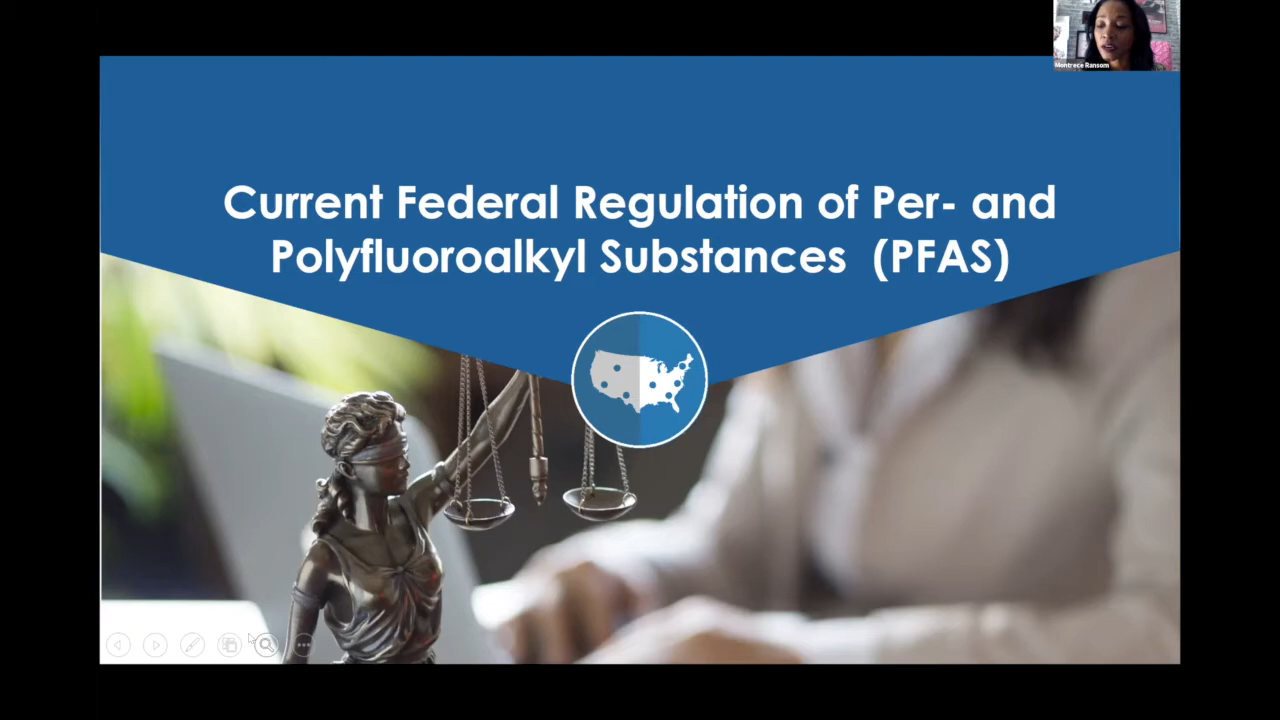 Montrece Ransom
Current Federal Regulation of Per- and
Polyfluoroalkyl Substances (PFAS)